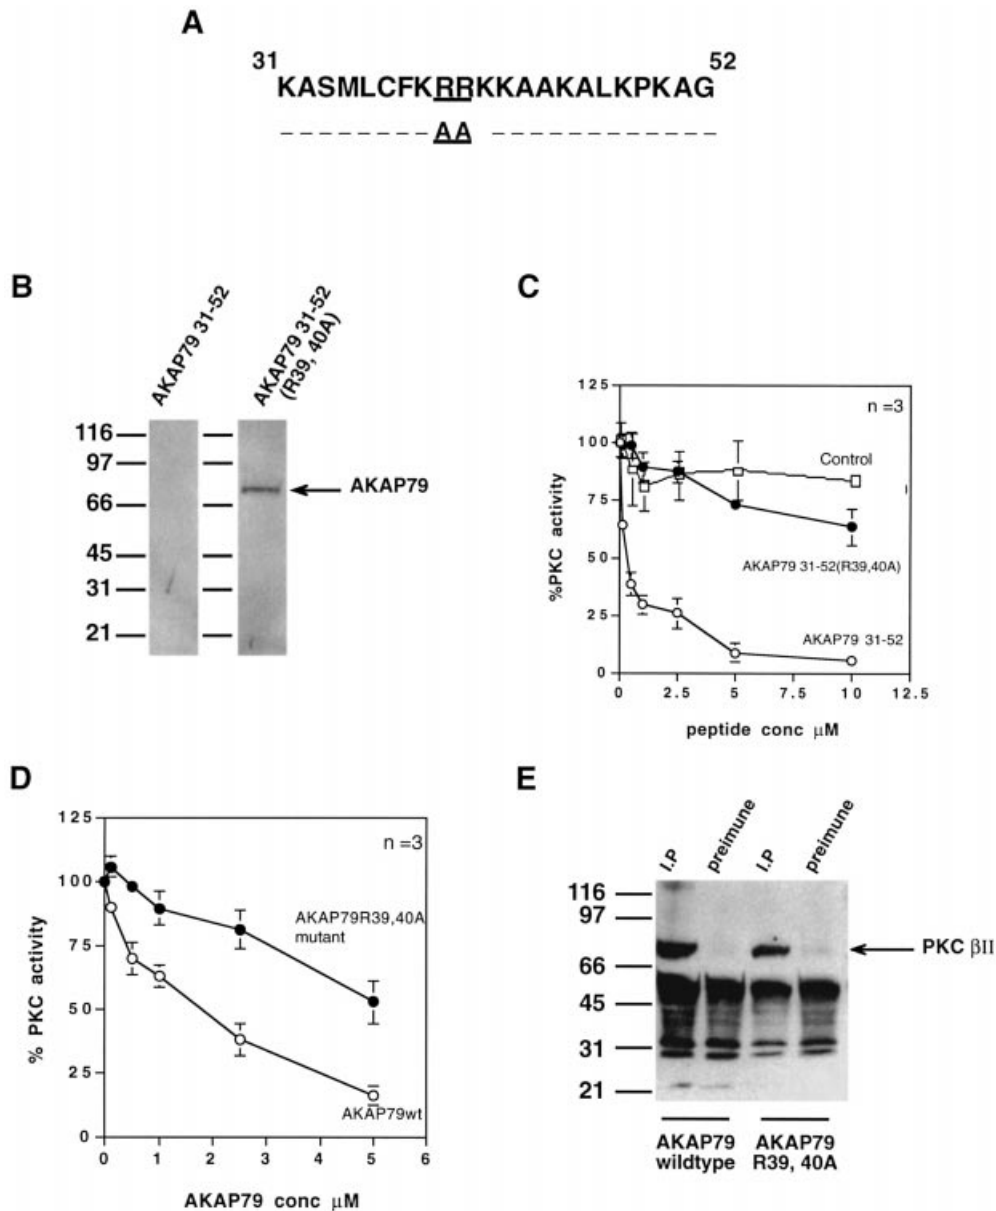 A
31 52
KASMLCFKRRKKAAKALKPKAG
--------AA ------------
B
AKAP79 31-52
AKAP79 31-52
(R39, 40A)
116
97
66
45
31
21
AKAP79
C
125
100
75
50
25
0
%PKC activity
n =3
Control
AKAP79 31-52(R39,40A)
AKAP79 31-52
0 2.5 5 7.5 10 12.5
peptide conc μM
D
125
100
75
50
25
0
% PKC activity
n =3
AKAP79R39,40A
mutant
AKAP79wt
0 1 2 3 4 5 6
AKAP79 conc μM
E
I.P
preimune
I.P
preimune
116
97
66
45
31
21
PKC βII
AKAP79
wildtype
AKAP79
R39, 40A